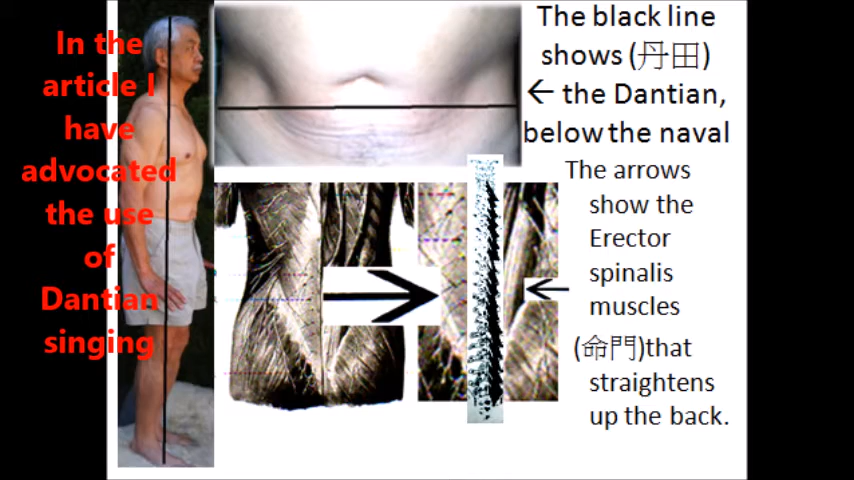 In the
article I
have
advocated
the use
of
Dantian
singing
The black line
shows (丹田)
← the Dantian,
below the naval
The arrows
show the
Erector
spinalis
muscles
(命門)that
straightens
up the back.